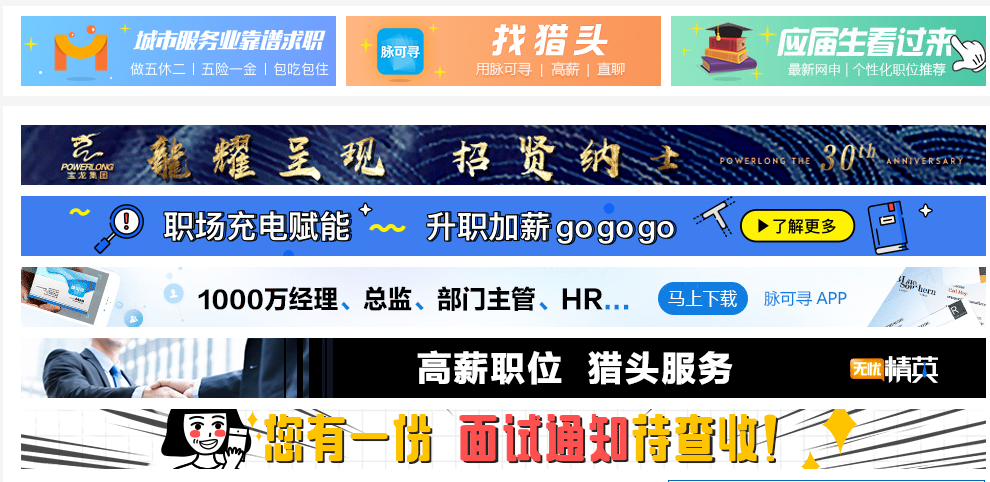 城市服务业靠谱求职
做五休二 | 五险一金 | 包吃包住
脉可寻
找猎头
用脉可寻 | 高薪 | 直聊
应届生看过来
最新网申 | 个性化职位推荐
POWERLONG
宝龙集团
龍耀呈现 招贤纳士
POWERLONG THE 30th ANNIVERSARY
职场充电赋能 升职加薪 gogogo
了解更多
1
1000万经理、总监、部门主管、HR...
马上下载
脉可寻 APP
R
高薪职位 猎头服务
无忧精英
您有一份 面试通知待查收!